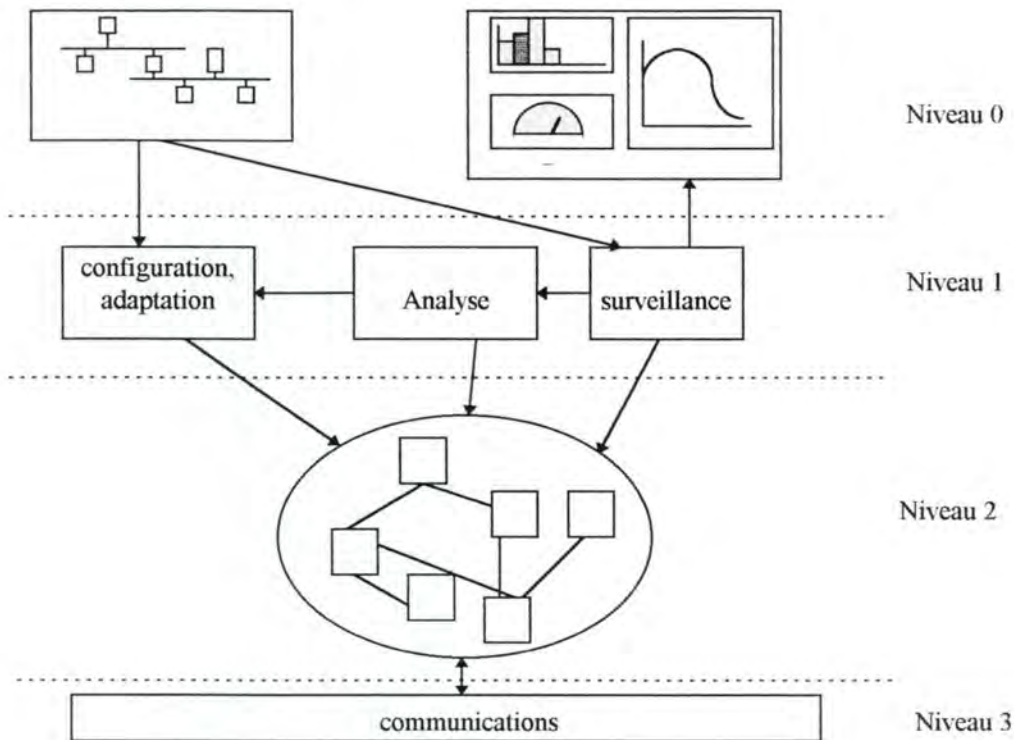 Niveau 0
configuration,
adaptation
Analyse
surveillance
Niveau 1
Niveau 2
communications
Niveau 3